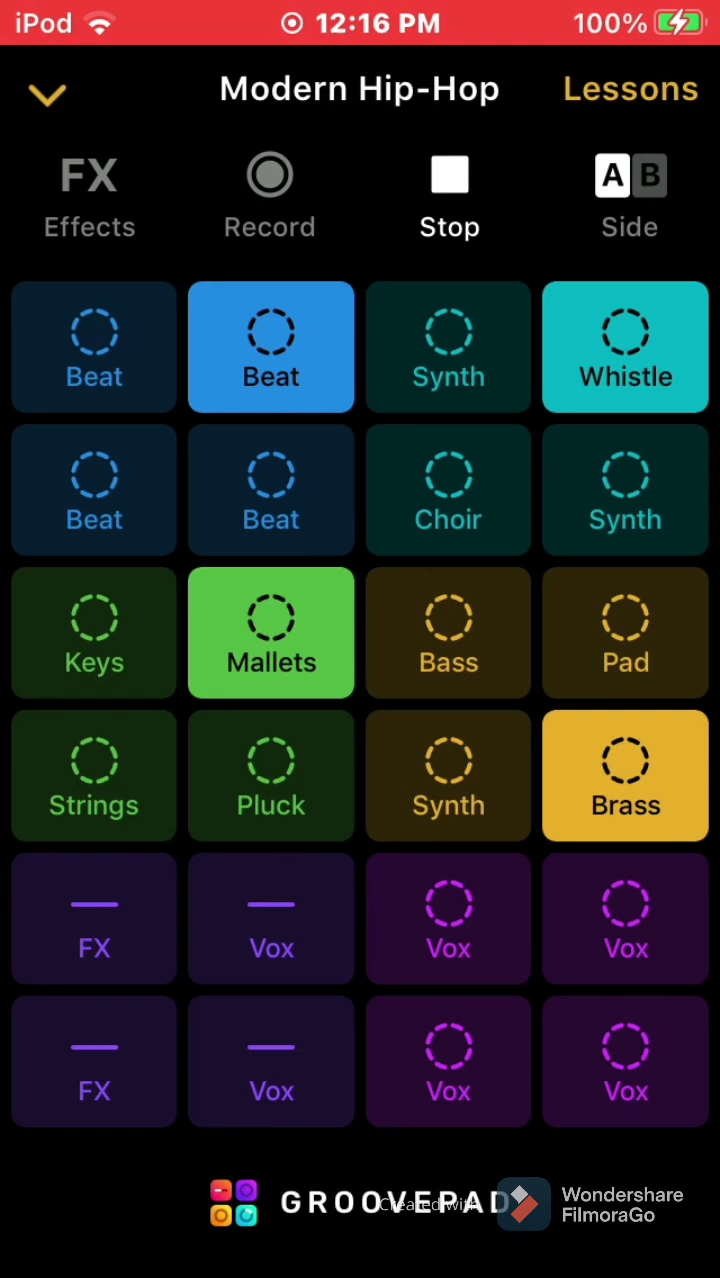 iPod 12:16 PM 100%
Modern Hip-Hop Lessons
FX A B
Effects Record Stop Side
Beat Beat Synth Whistle
Beat Beat Choir Synth
Keys Mallets Bass Pad
Strings Pluck Synth Brass
FX Vox Vox Vox
FX Vox Vox Vox
GROOVEPAD
Created with
Wondershare
FilmoraGo